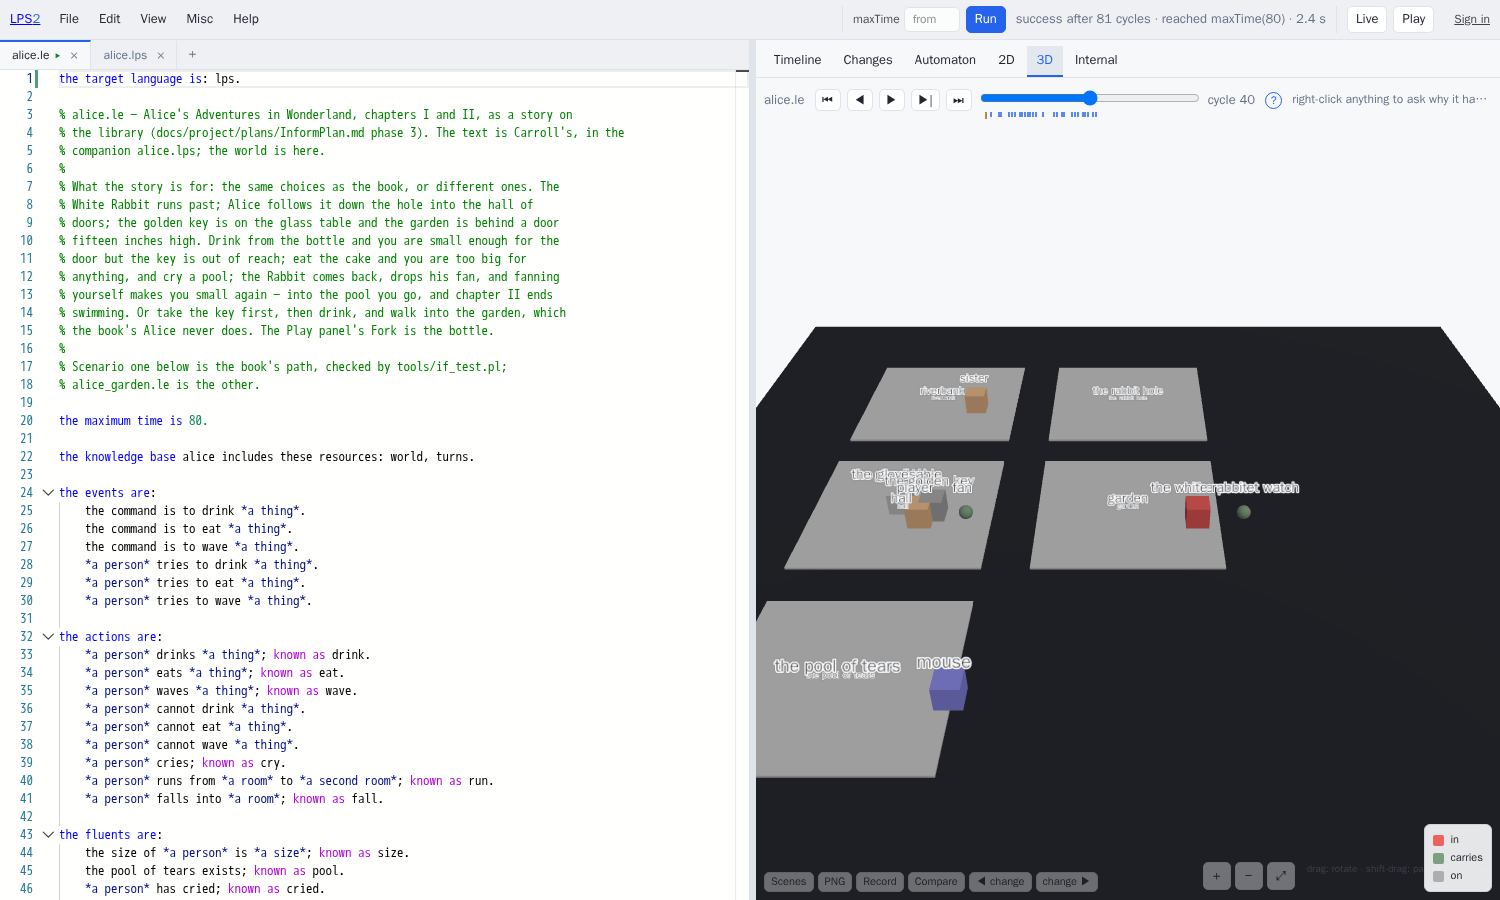 LPS2 File Edit View Misc Help maxTime from Run success after 81 cycles · reached maxTime(80) · 2.4 s Live Play Sign in
alice.le ▸ × alice.lps × +
1 the target language is: lps.
2
3 % alice.le — Alice's Adventures in Wonderland, chapters I and II, as a story on
4 % the library (docs/project/plans/InformPlan.md phase 3). The text is Carroll's, in the
5 % companion alice.lps; the world is here.
6 %
7 % What the story is for: the same choices as the book, or different ones. The
8 % White Rabbit runs past; Alice follows it down the hole into the hall of
9 % doors; the golden key is on the glass table and the garden is behind a door
10 % fifteen inches high. Drink from the bottle and you are small enough for the
11 % door but the key is out of reach; eat the cake and you are too big for
12 % anything, and cry a pool; the Rabbit comes back, drops his fan, and fanning
13 % yourself makes you small again — into the pool you go, and chapter II ends
14 % swimming. Or take the key first, then drink, and walk into the garden, which
15 % the book's Alice never does. The Play panel's Fork is the bottle.
16 %
17 % Scenario one below is the book's path, checked by tools/if_test.pl;
18 % alice_garden.le is the other.
19
20 the maximum time is 80.
21
22 the knowledge base alice includes these resources: world, turns.
23
24 the events are:
25 the command is to drink *a thing*.
26 the command is to eat *a thing*.
27 the command is to wave *a thing*.
28 *a person* tries to drink *a thing*.
29 *a person* tries to eat *a thing*.
30 *a person* tries to wave *a thing*.
31
32 the actions are:
33 *a person* drinks *a thing*; known as drink.
34 *a person* eats *a thing*; known as eat.
35 *a person* waves *a thing*; known as wave.
36 *a person* cannot drink *a thing*.
37 *a person* cannot eat *a thing*.
38 *a person* cannot wave *a thing*.
39 *a person* cries; known as cry.
40 *a person* runs from *a room* to *a second room*; known as run.
41 *a person* falls into *a room*; known as fall.
42
43 the fluents are:
44 the size of *a person* is *a size*; known as size.
45 the pool of tears exists; known as pool.
46 *a person* has cried; known as cried.
Timeline Changes Automaton 2D 3D Internal
alice.le cycle 40 ? right-click anything to ask why it ha…
sister
riverbank
the rabbit hole
the rabbit hole
the golden key
player fan
hall
the white rabbit watch
garden
garden
the pool of tears mouse
the pool of tears
in
carries
on
Scenes PNG Record Compare ◀ change change ▶ + − drag: rotate · shift-drag: